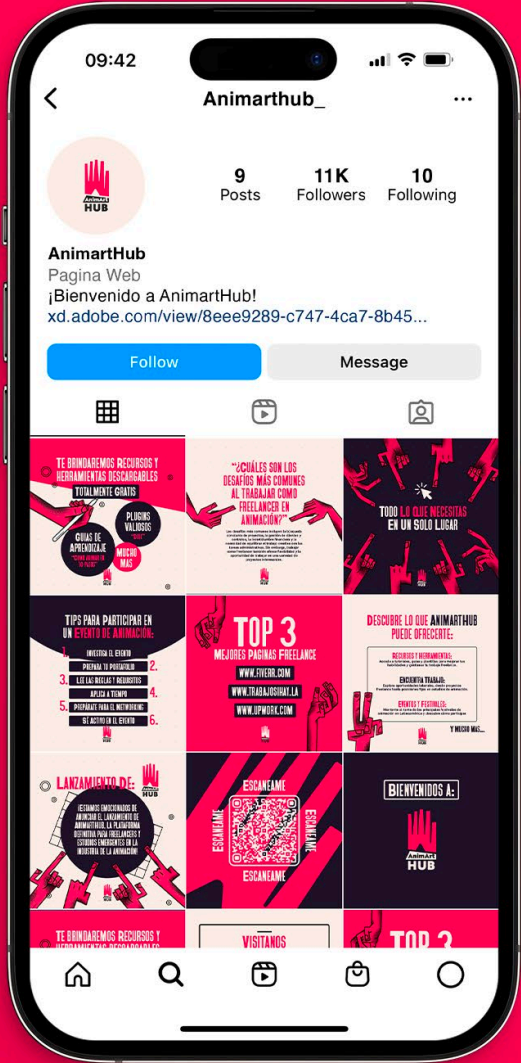 09:42
Animarthub_
9
Posts
11K
Followers
10
Following
AnimArt
HUB
AnimartHub
Pagina Web
¡Bienvenido a AnimartHub!
xd.adobe.com/view/8eee9289-c747-4ca7-8b45...
Follow
Message
TE BRINDAREMOS RECURSOS Y
HERRAMIENTAS DESCARGABLES
TOTALMENTE GRATIS
PLUGINS
VALIOSOS
GUIAS DE
APRENDIZAJE
MUCHO
MAS
"¿CUÁLES SON LOS
DESAFÍOS MÁS COMUNES
AL TRABAJAR COMO
FREELANCER EN
ANIMACIÓN?"
TODO LO QUE NECESITAS
EN UN SOLO LUGAR
TIPS PARA PARTICIPAR EN
UN EVENTO DE ANIMACIÓN:
1. INVESTIGA EL EVENTO
PREPARA TU PORTAFOLIO 2.
3. LEE LAS REGLAS Y REQUISITOS
APLICA A TIEMPO 4.
5. PREPÁRATE PARA EL NETWORKING
SÉ ACTIVO EN EL EVENTO 6.
TOP 3
MEJORES PAGINAS FREELANCE
WWW.FIVERR.COM
WWW.TRABAJOSIHAY.LA
WWW.UPWORK.COM
DESCUBRE LO QUE ANIMARTHUB
PUEDE OFRECERTE:
RECURSOS Y HERRAMIENTAS:
ENCUENTRA TRABAJO:
EVENTOS Y FESTIVALES:
Y MUCHO MAS...
LANZAMIENTO DE:
HUB
¡ESTAMOS EMOCIONADOS DE
ANUNCIAR EL LANZAMIENTO DE
ANIMARTHUB, LA PLATAFORMA
DEFINITIVA PARA FREELANCERS Y
ESTUDIOS EMERGENTES EN LA
INDUSTRIA DE LA ANIMACIÓN!
ESCANEAME
ESCANEAME
ESCANEAME
ESCANEAME
BIENVENIDOS A:
AnimArt
HUB
TE BRINDAREMOS RECURSOS Y
HERRAMIENTAS DESCARGABLES
VISITANOS
TOP 3